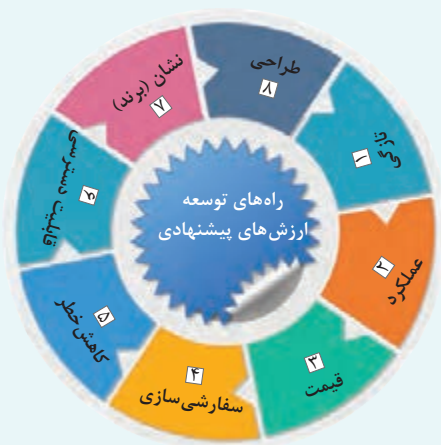 راه‌های توسعه
ارزش‌های پیشنهادی
تازگی
۱
عملکرد
۲
قیمت
۳
سفارشی‌سازی
۴
کاهش خطر
۵
قابلیت دسترسی
۶
نشان (برند)
۷
طراحی
۸